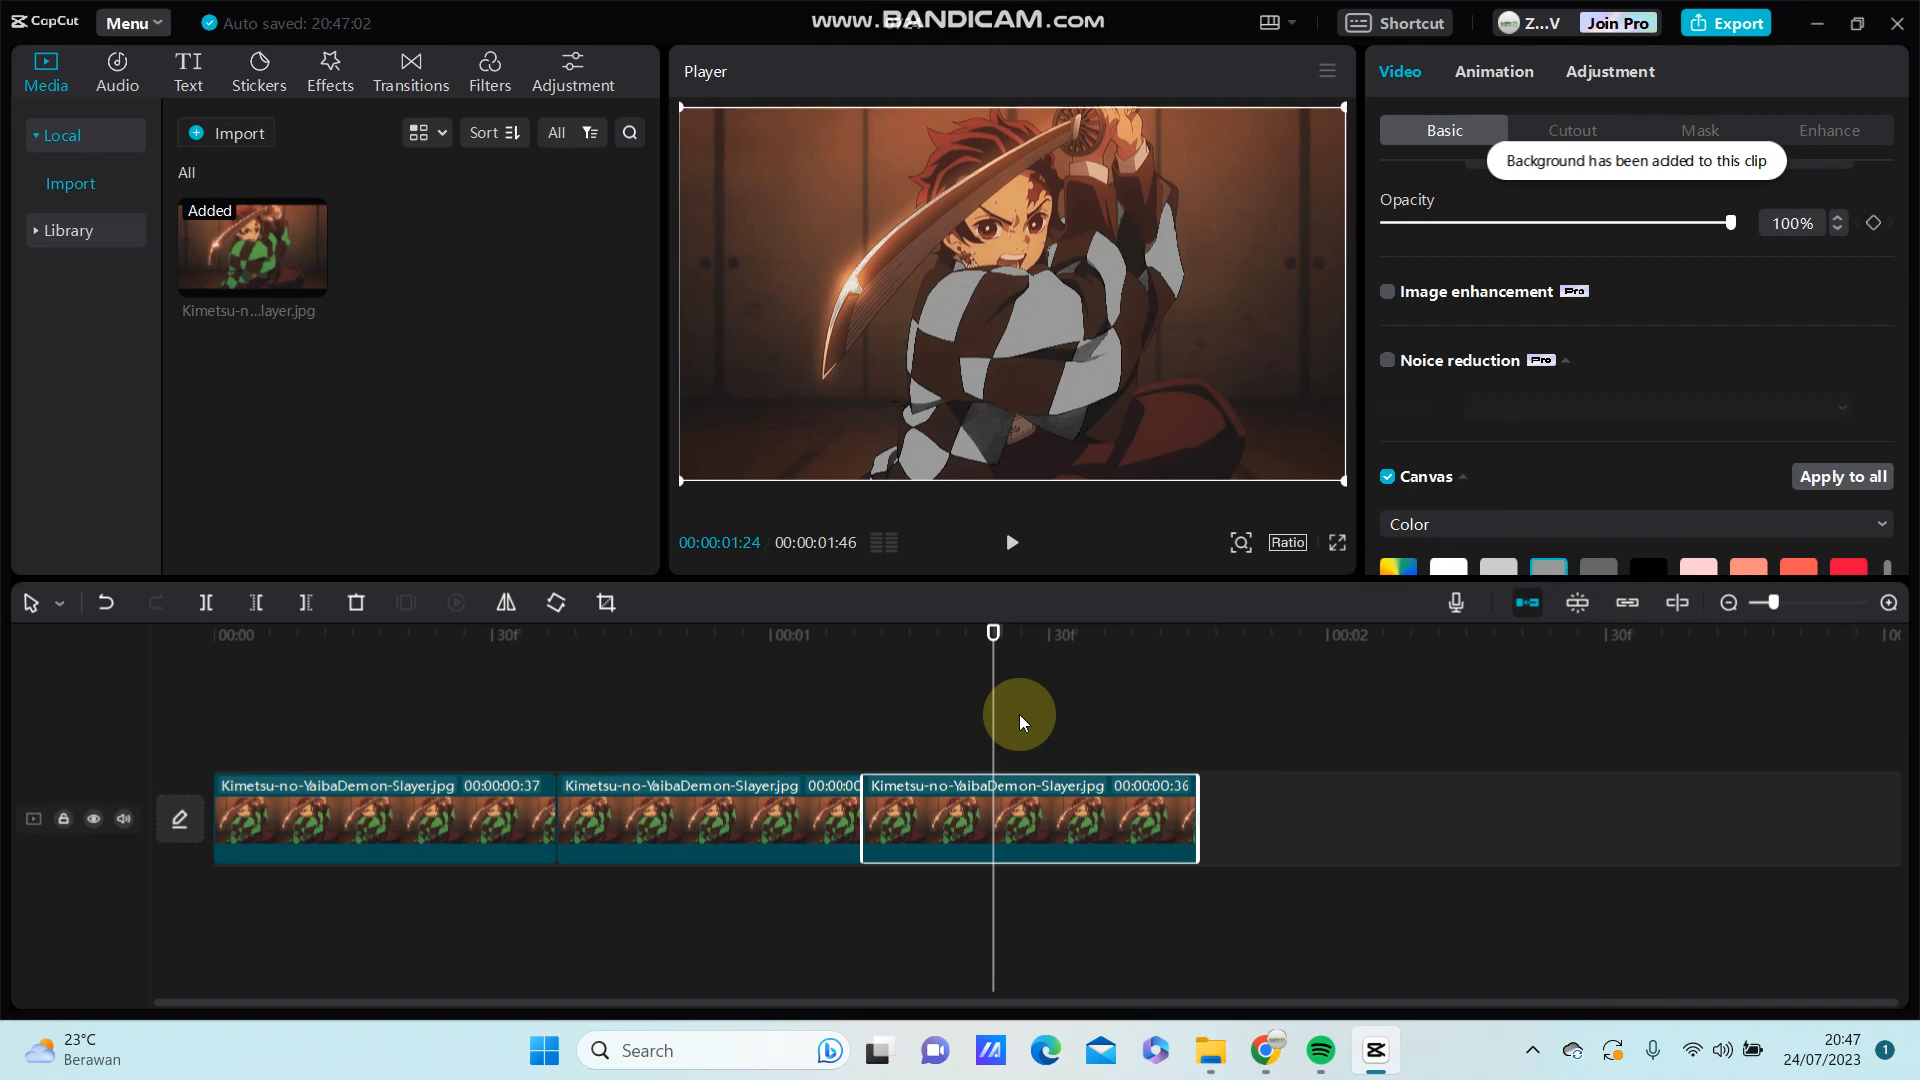 CapCut
Menu
Auto saved: 20:47:02
www.BANDICAM.com
Shortcut
Z...V
Join Pro
Export
Media
Audio
Text
Stickers
Effects
Transitions
Filters
Adjustment
Local
Import
Library
Import
Sort
All
All
Added
Kimetsu-n...layer.jpg
Player
00:00:01:24
00:00:01:46
Ratio
Video
Animation
Adjustment
Basic
Cutout
Mask
Enhance
Background has been added to this clip
Opacity
100%
Image enhancement
Pro
Noice reduction
Pro
Canvas
Apply to all
Color
00:00
30f
00:01
30f
00:02
30f
Kimetsu-no-YaibaDemon-Slayer.jpg 00:00:00:37
Kimetsu-no-YaibaDemon-Slayer.jpg 00:00:00
Kimetsu-no-YaibaDemon-Slayer.jpg 00:00:00:36
23°C
Berawan
Search
20:47
24/07/2023
1